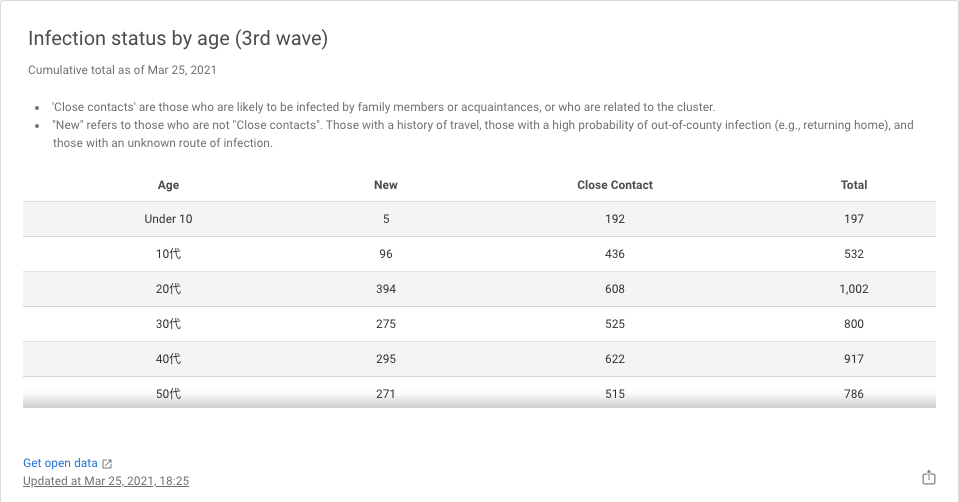 Infection status by age (3rd wave)
Cumulative total as of Mar 25, 2021
• 'Close contacts' are those who are likely to be infected by family members or acquaintances, or who are related to the cluster.
• "New" refers to those who are not "Close contacts". Those with a history of travel, those with a high probability of out-of-county infection (e.g., returning home), and
those with an unknown route of infection.
Age New Close Contact Total
Under 10 5 192 197
10代 96 436 532
20代 394 608 1,002
30代 275 525 800
40代 295 622 917
50代 271 515 786
Get open data
Updated at Mar 25, 2021, 18:25